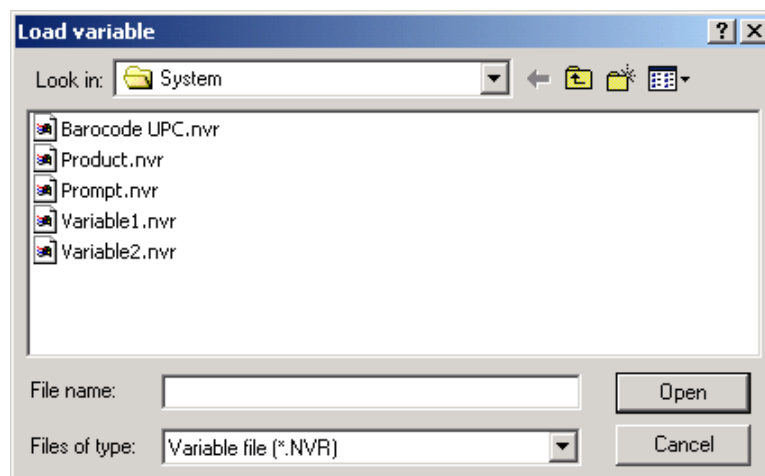 Load variable
Look in: System
Barocode UPC.nvr
Product.nvr
Prompt.nvr
Variable1.nvr
Variable2.nvr
File name: Open
Files of type: Variable file (*.NVR) Cancel